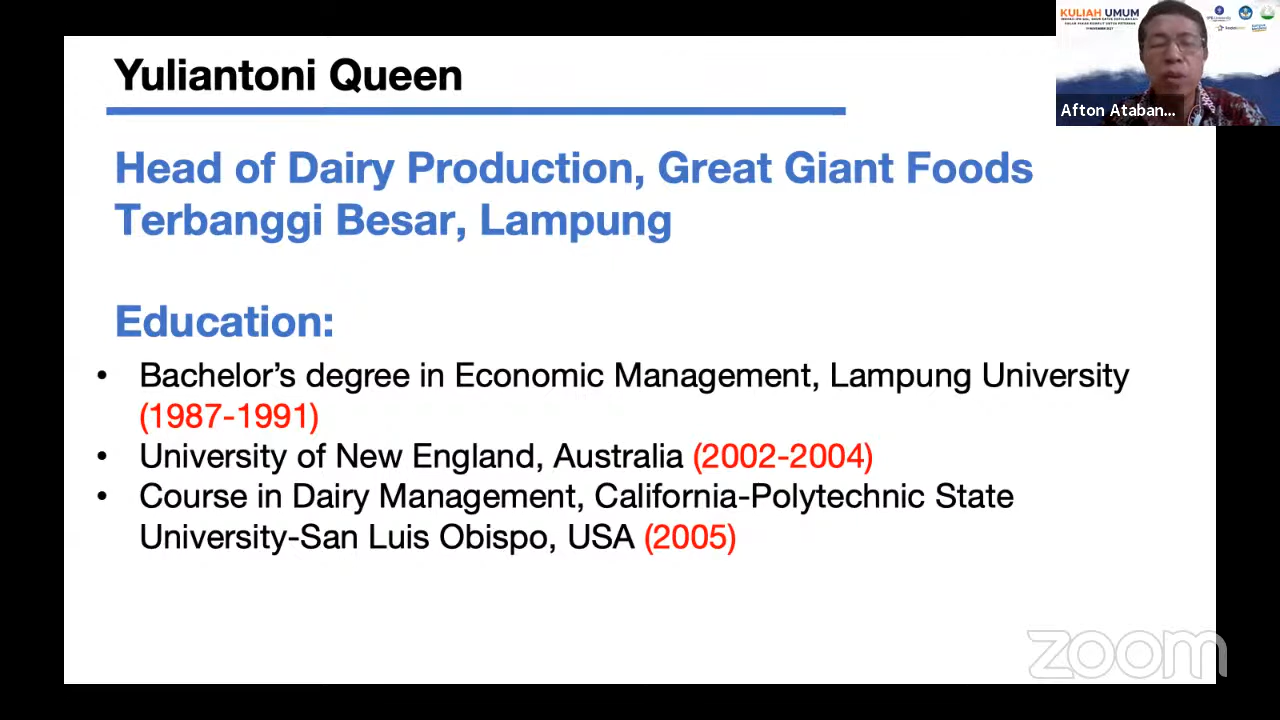 Yuliantoni Queen
Head of Dairy Production, Great Giant Foods
Terbanggi Besar, Lampung
Education:
• Bachelor’s degree in Economic Management, Lampung University
(1987-1991)
• University of New England, Australia (2002-2004)
• Course in Dairy Management, California-Polytechnic State
University-San Luis Obispo, USA (2005)
KULIAH UMUM
Afton Ataban...
zoom